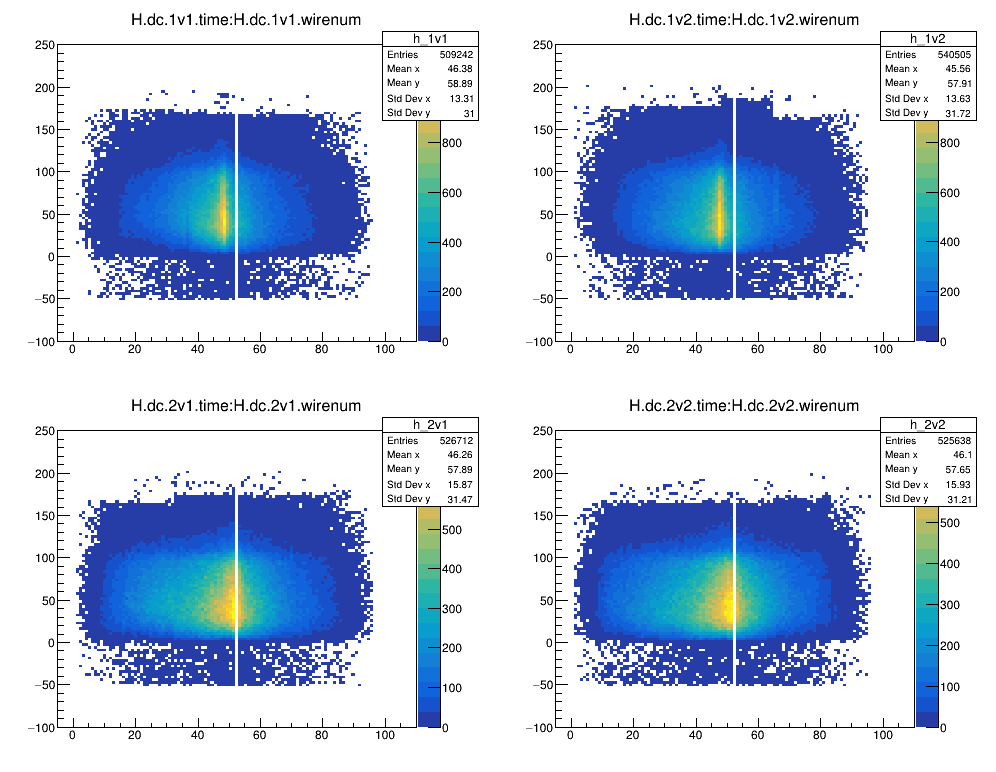 H.dc.1v1.time:H.dc.1v1.wirenum
h_1v1
Entries 509242
Mean x 46.38
Mean y 58.89
Std Dev x 13.31
Std Dev y 31
250
200
150
100
50
0
−50
−100
0 20 40 60 80 100
800
600
400
200
0
H.dc.1v2.time:H.dc.1v2.wirenum
h_1v2
Entries 540505
Mean x 45.56
Mean y 57.91
Std Dev x 13.63
Std Dev y 31.72
250
200
150
100
50
0
−50
−100
0 20 40 60 80 100
800
600
400
200
0
H.dc.2v1.time:H.dc.2v1.wirenum
h_2v1
Entries 526712
Mean x 46.26
Mean y 57.89
Std Dev x 15.87
Std Dev y 31.47
250
200
150
100
50
0
−50
−100
0 20 40 60 80 100
500
400
300
200
100
0
H.dc.2v2.time:H.dc.2v2.wirenum
h_2v2
Entries 525638
Mean x 46.1
Mean y 57.65
Std Dev x 15.93
Std Dev y 31.21
250
200
150
100
50
0
−50
−100
0 20 40 60 80 100
500
400
300
200
100
0